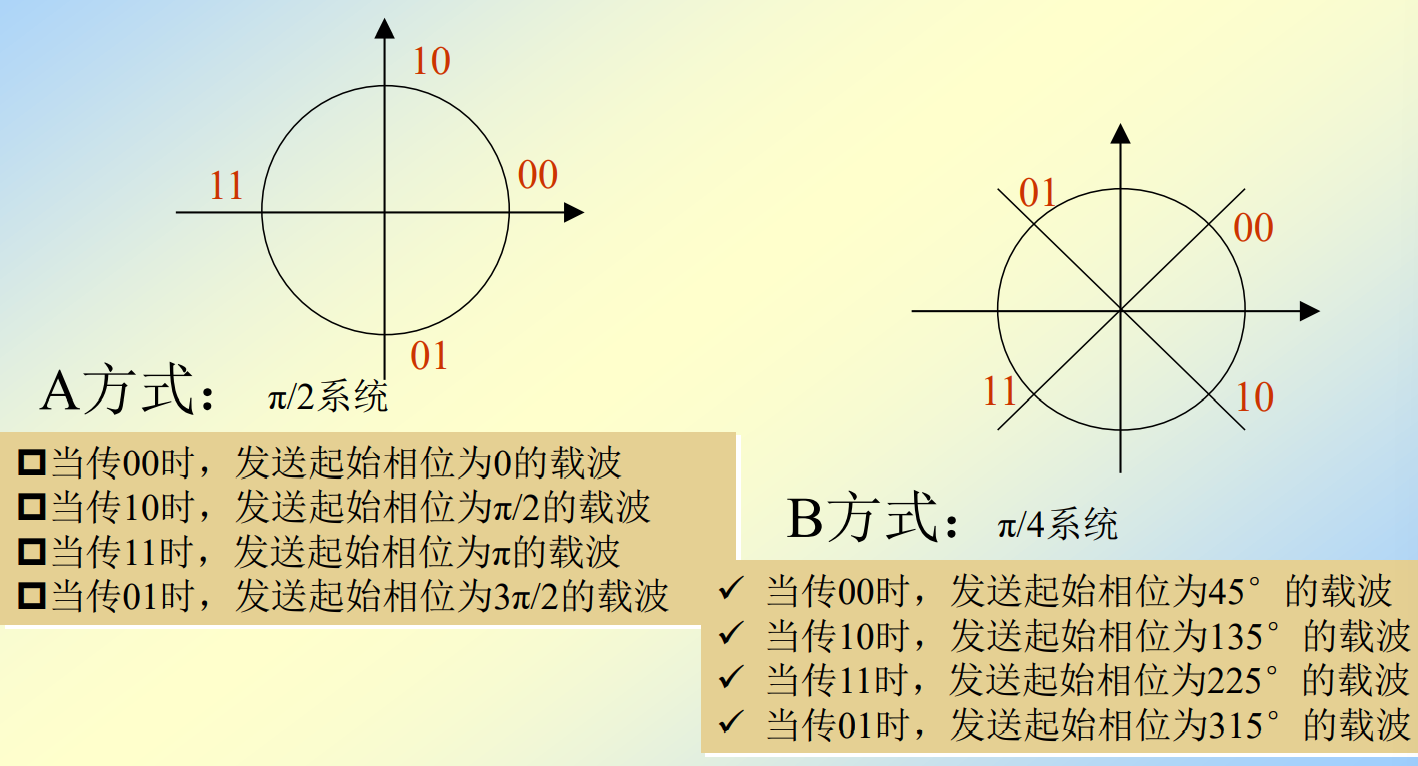 10
11
00
01
A方式： π/2系统
当传00时，发送起始相位为0的载波
当传10时，发送起始相位为π/2的载波
当传11时，发送起始相位为π的载波
当传01时，发送起始相位为3π/2的载波
01
00
11
10
B方式： π/4系统
当传00时，发送起始相位为45°的载波
当传10时，发送起始相位为135°的载波
当传11时，发送起始相位为225°的载波
当传01时，发送起始相位为315°的载波